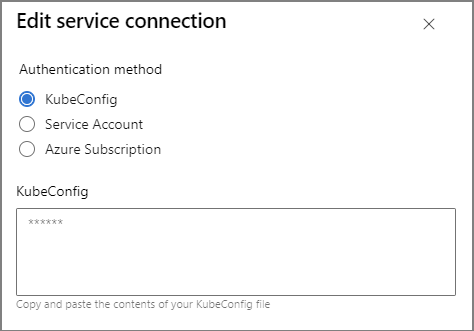 Edit service connection
Authentication method
KubeConfig
Service Account
Azure Subscription
KubeConfig
******
Copy and paste the contents of your KubeConfig file